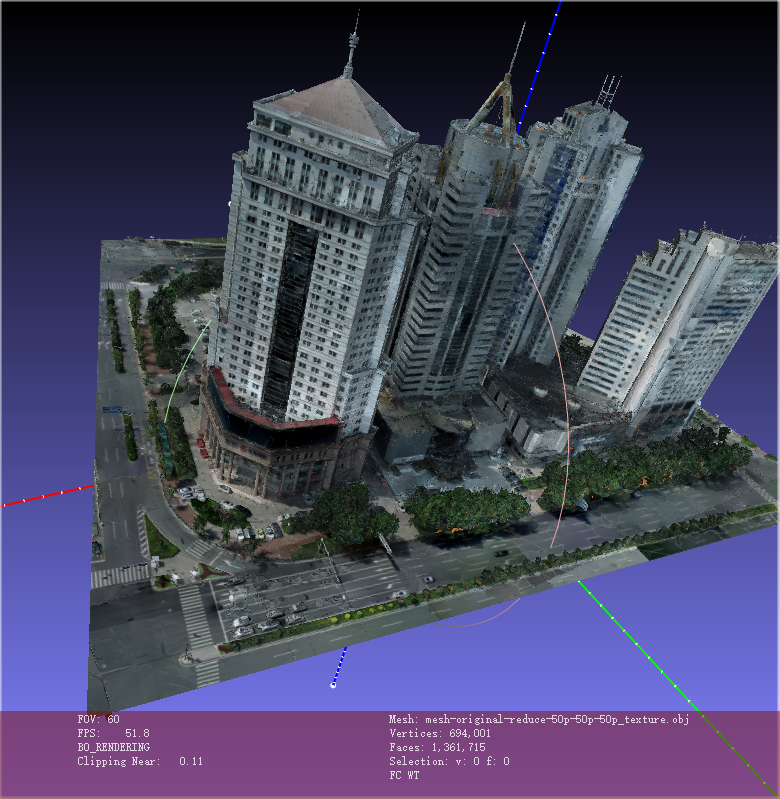 FOV: 60
FPS: 51.8
BO_RENDERING
Clipping Near: 0.11
Mesh: mesh-original-reduce-50p-50p-50p_texture.obj
Vertices: 694,001
Faces: 1,361,715
Selection: v: 0 f: 0
FC WT